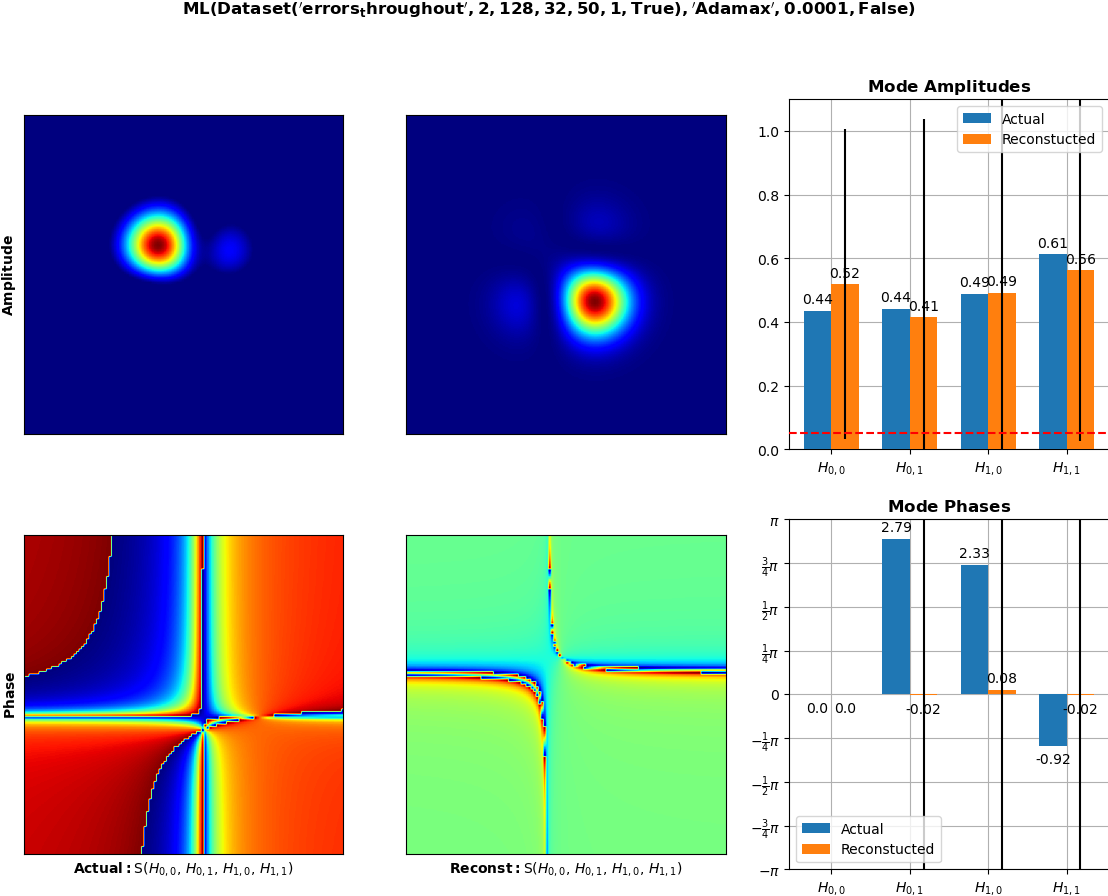 ML(Dataset('errors_throughout', 2, 128, 32, 50, 1, True), 'Adamax', 0.0001, False)
Amplitude
Mode Amplitudes
Actual
Reconstucted
1.0
0.8
0.6
0.4
0.2
0.0
0.44 0.52
0.44 0.41
0.49 0.49
0.61 0.56
H0,0 H0,1 H1,0 H1,1
Phase
Actual: S(H0,0, H0,1, H1,0, H1,1)
Reconst: S(H0,0, H0,1, H1,0, H1,1)
Mode Phases
π
3/4π
1/2π
1/4π
0
−1/4π
−1/2π
−3/4π
−π
0.0 0.0
2.79 -0.02
2.33 0.08
-0.92 -0.02
Actual
Reconstucted
H0,0 H0,1 H1,0 H1,1